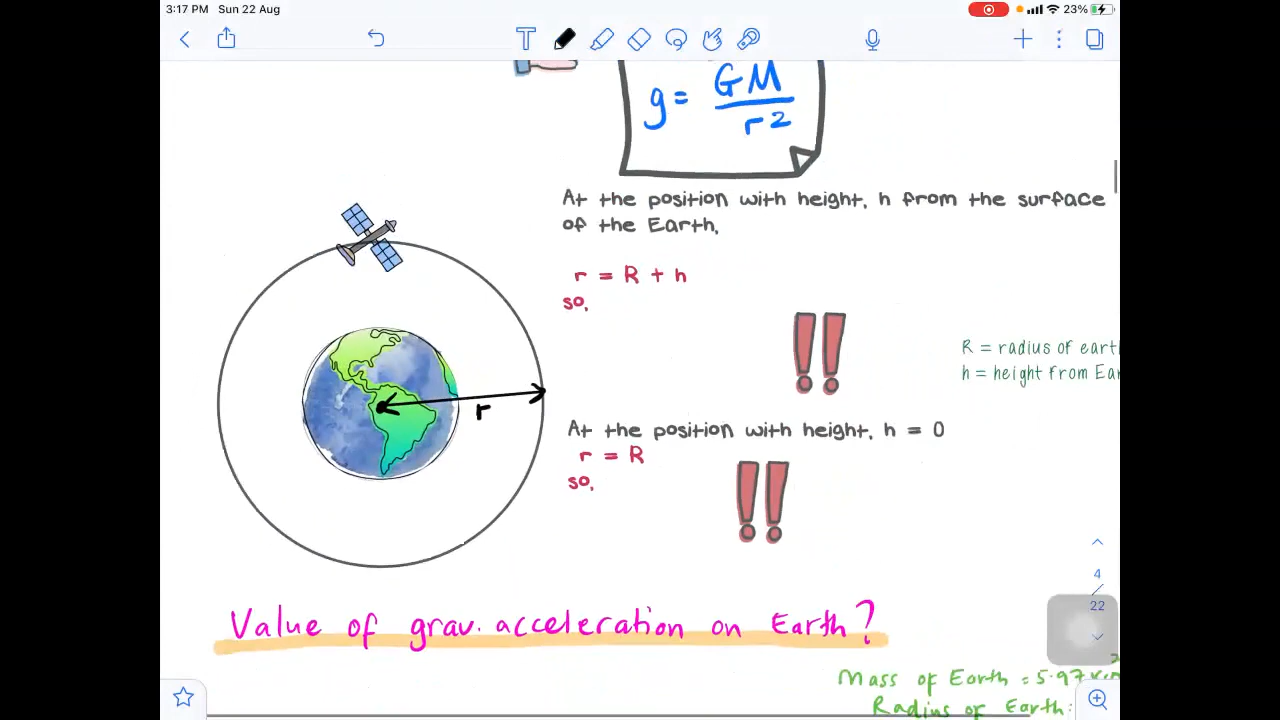 3:17 PM Sun 22 Aug
23%
T
g = GM
r²
At the position with height, h from the surface
of the Earth,
r = R + h
so,
!!
R = radius of eart
h = height from Ear
r
At the position with height, h = 0
r = R
so,
!!
4
/
22
Value of grav. acceleration on Earth?
Mass of Earth = 5.97
Radius of Earth: